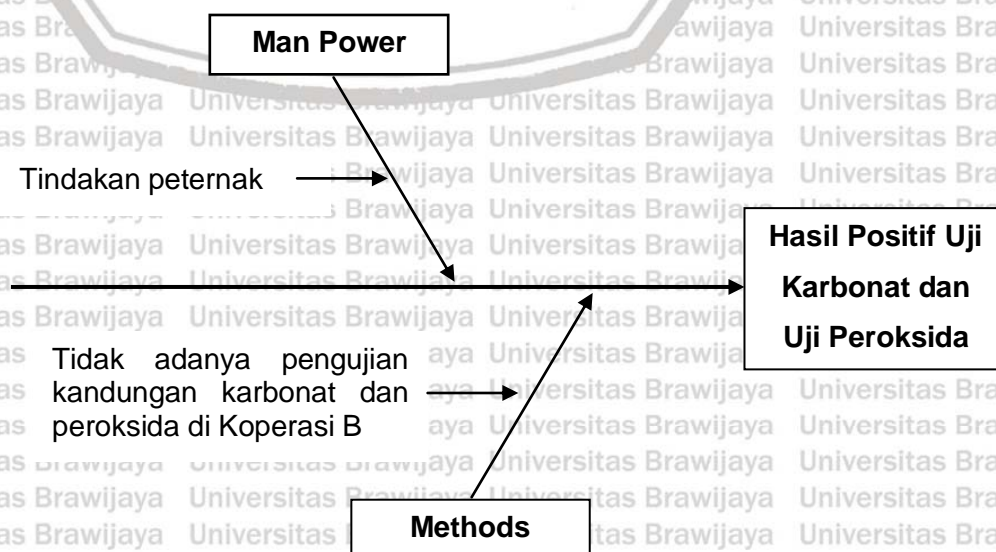 Man Power
Tindakan peternak
Hasil Positif Uji
Karbonat dan
Uji Peroksida
Tidak adanya pengujian
kandungan karbonat dan
peroksida di Koperasi B
Methods